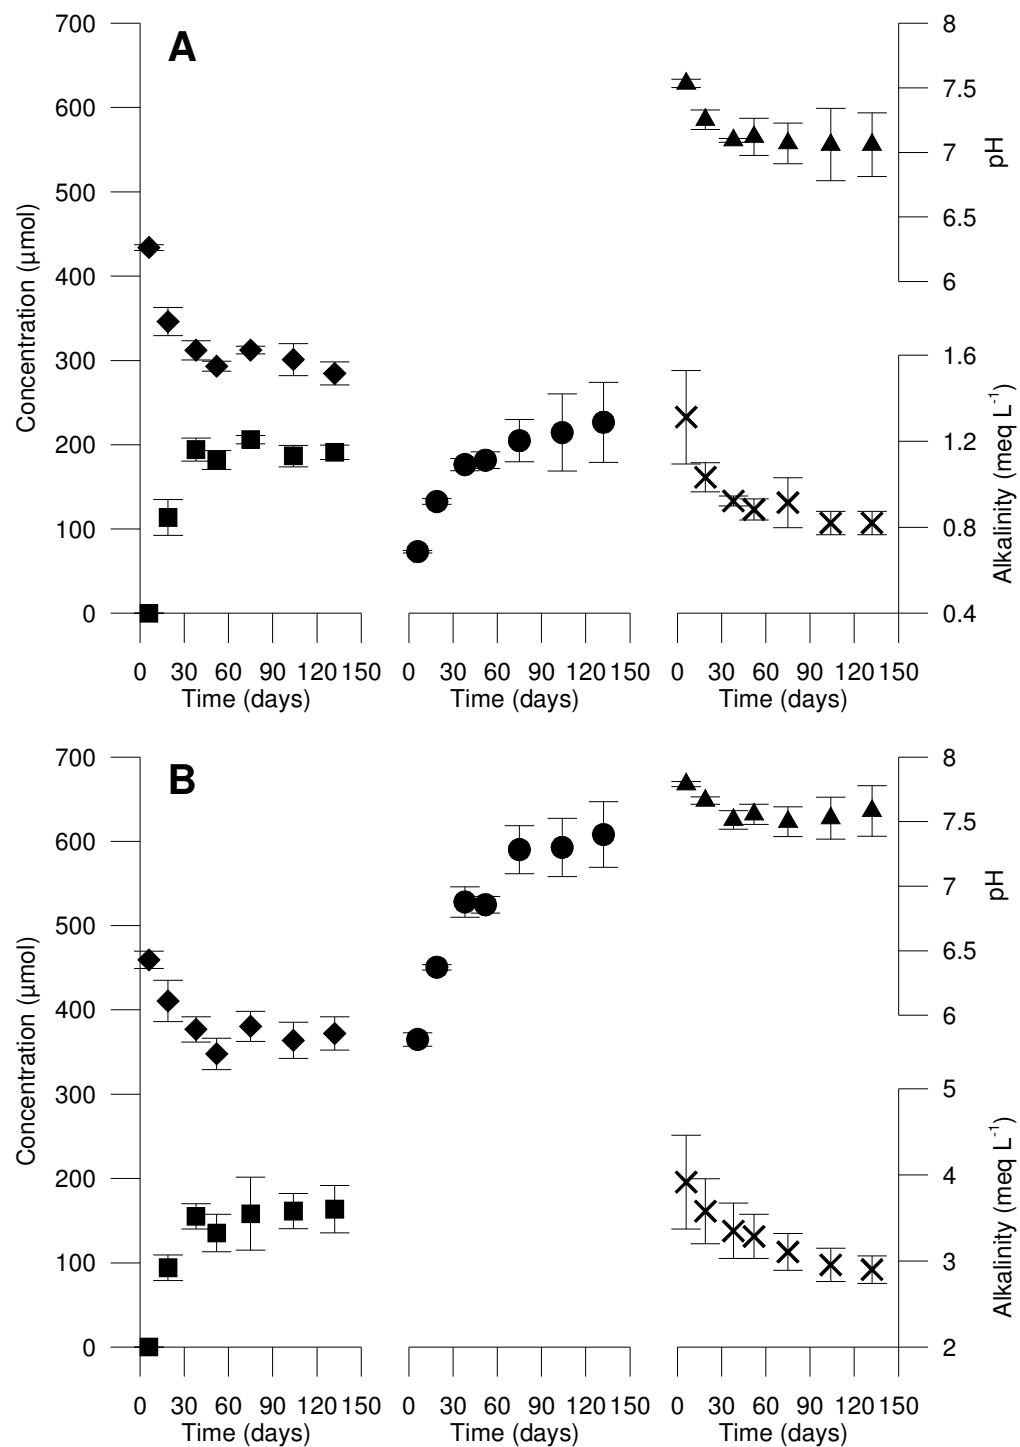 A
700
600
500
400
300
200
100
0
Concentration (µmol)
8
7.5
7
6.5
6
pH
1.6
1.2
0.8
0.4
Alkalinity (meq L-1)
0 30 60 90 120 150
0 30 60 90 120 150
0 30 60 90 120 150
Time (days)
Time (days)
Time (days)
B
700
600
500
400
300
200
100
0
Concentration (µmol)
8
7.5
7
6.5
6
pH
5
4
3
2
Alkalinity (meq L-1)
0 30 60 90 120 150
0 30 60 90 120 150
0 30 60 90 120 150
Time (days)
Time (days)
Time (days)